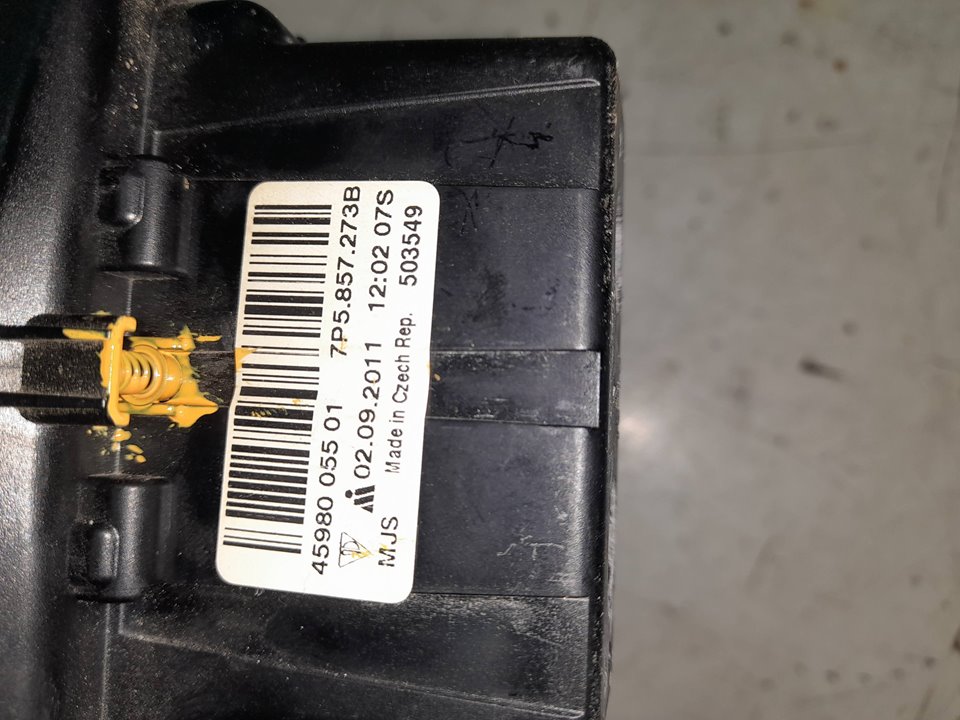 45980 055 01 7P5.857.273B
02.09.2011 12:02 07S
MJS Made in Czech Rep. 503549